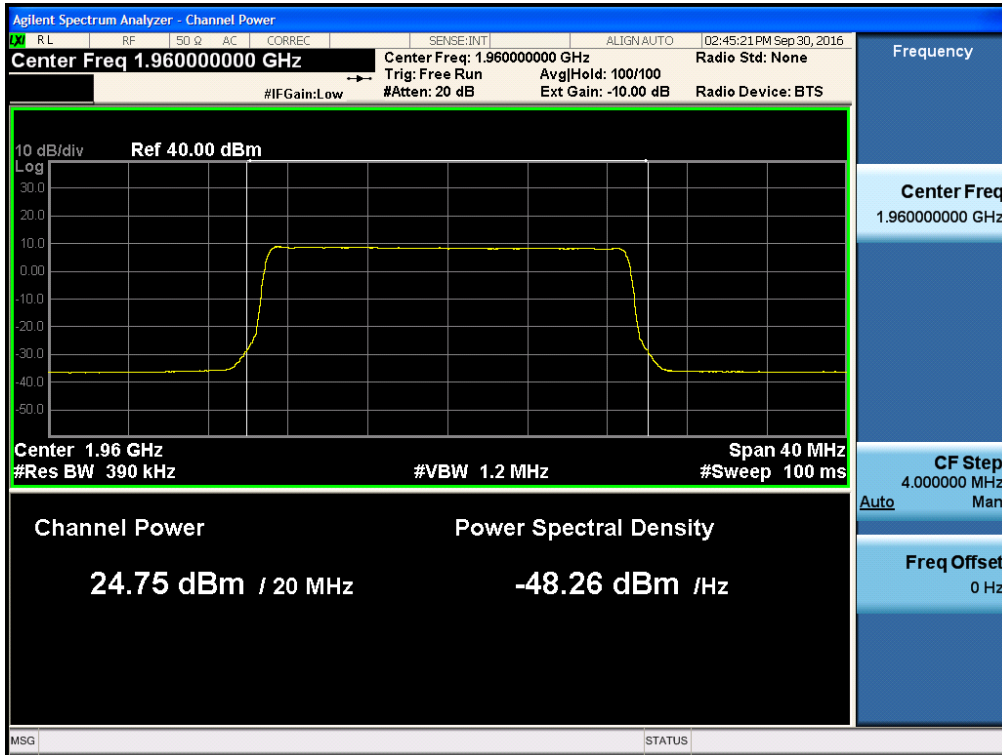 Agilent Spectrum Analyzer - Channel Power
LXI RL RF 50 Ω AC CORREC SENSE:INT ALIGN AUTO 02:45:21 PM Sep 30, 2016
Center Freq 1.960000000 GHz
Center Freq: 1.960000000 GHz Radio Std: None
Trig: Free Run Avg|Hold: 100/100
#IFGain:Low #Atten: 20 dB Ext Gain: -10.00 dB Radio Device: BTS
10 dB/div Ref 40.00 dBm
Log
30.0
20.0
10.0
0.00
-10.0
-20.0
-30.0
-40.0
-50.0
Center 1.96 GHz Span 40 MHz
#Res BW 390 kHz #VBW 1.2 MHz #Sweep 100 ms
Channel Power Power Spectral Density
24.75 dBm / 20 MHz -48.26 dBm /Hz
MSG STATUS
Frequency
Center Freq
1.960000000 GHz
CF Step
4.000000 MHz
Auto Man
Freq Offset
0 Hz